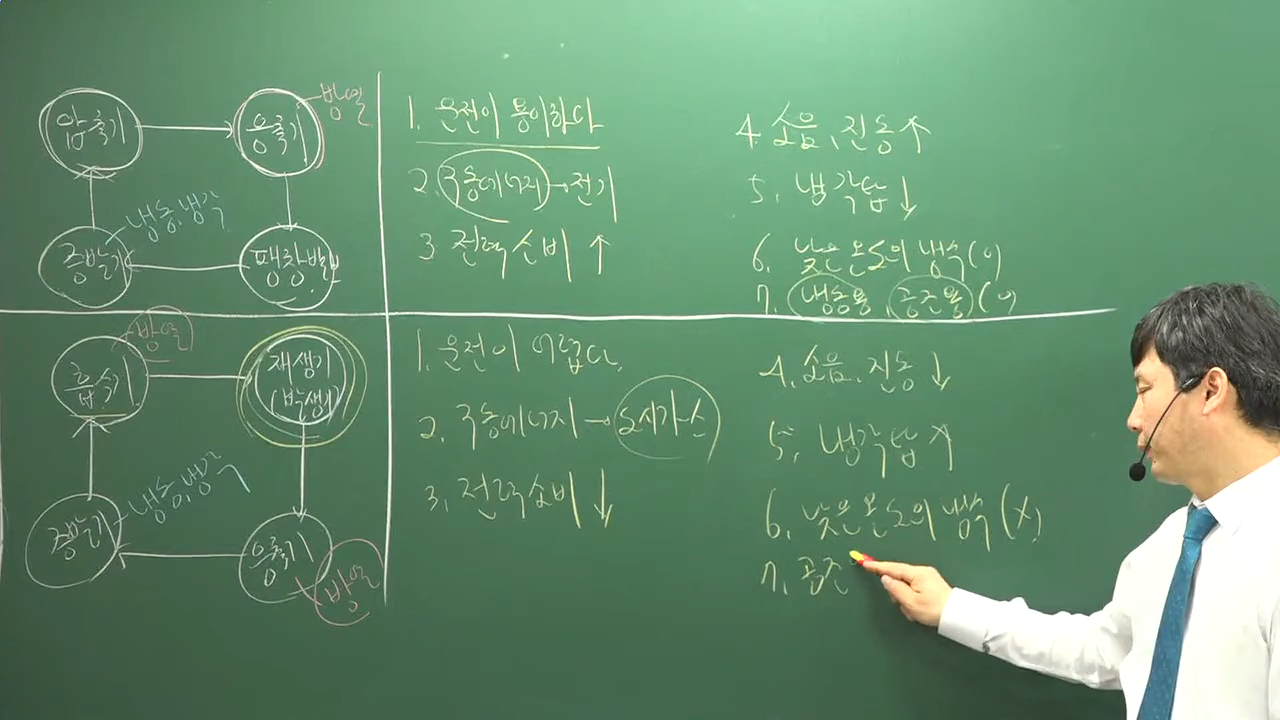 압축기
응축기
방열
증발기
냉동, 냉각
팽창밸브
1. 운전이 용이하다
2. 구동에너지→전기
3. 전력소비 ↑
4. 소음, 진동 ↑
5. 냉각탑 ↓
6. 낮은 온도의 냉수(o)
7. 냉동용, 공조용(o)
흡수기
방열
재생기
(발생기)
증발기
냉동, 냉각
응축기
방열
1. 운전이 어렵다.
2. 구동에너지→도시가스
3. 전력소비 ↓
4. 소음, 진동 ↓
5. 냉각탑 ↑
6. 낮은 온도의 냉수(x)
7. 공조